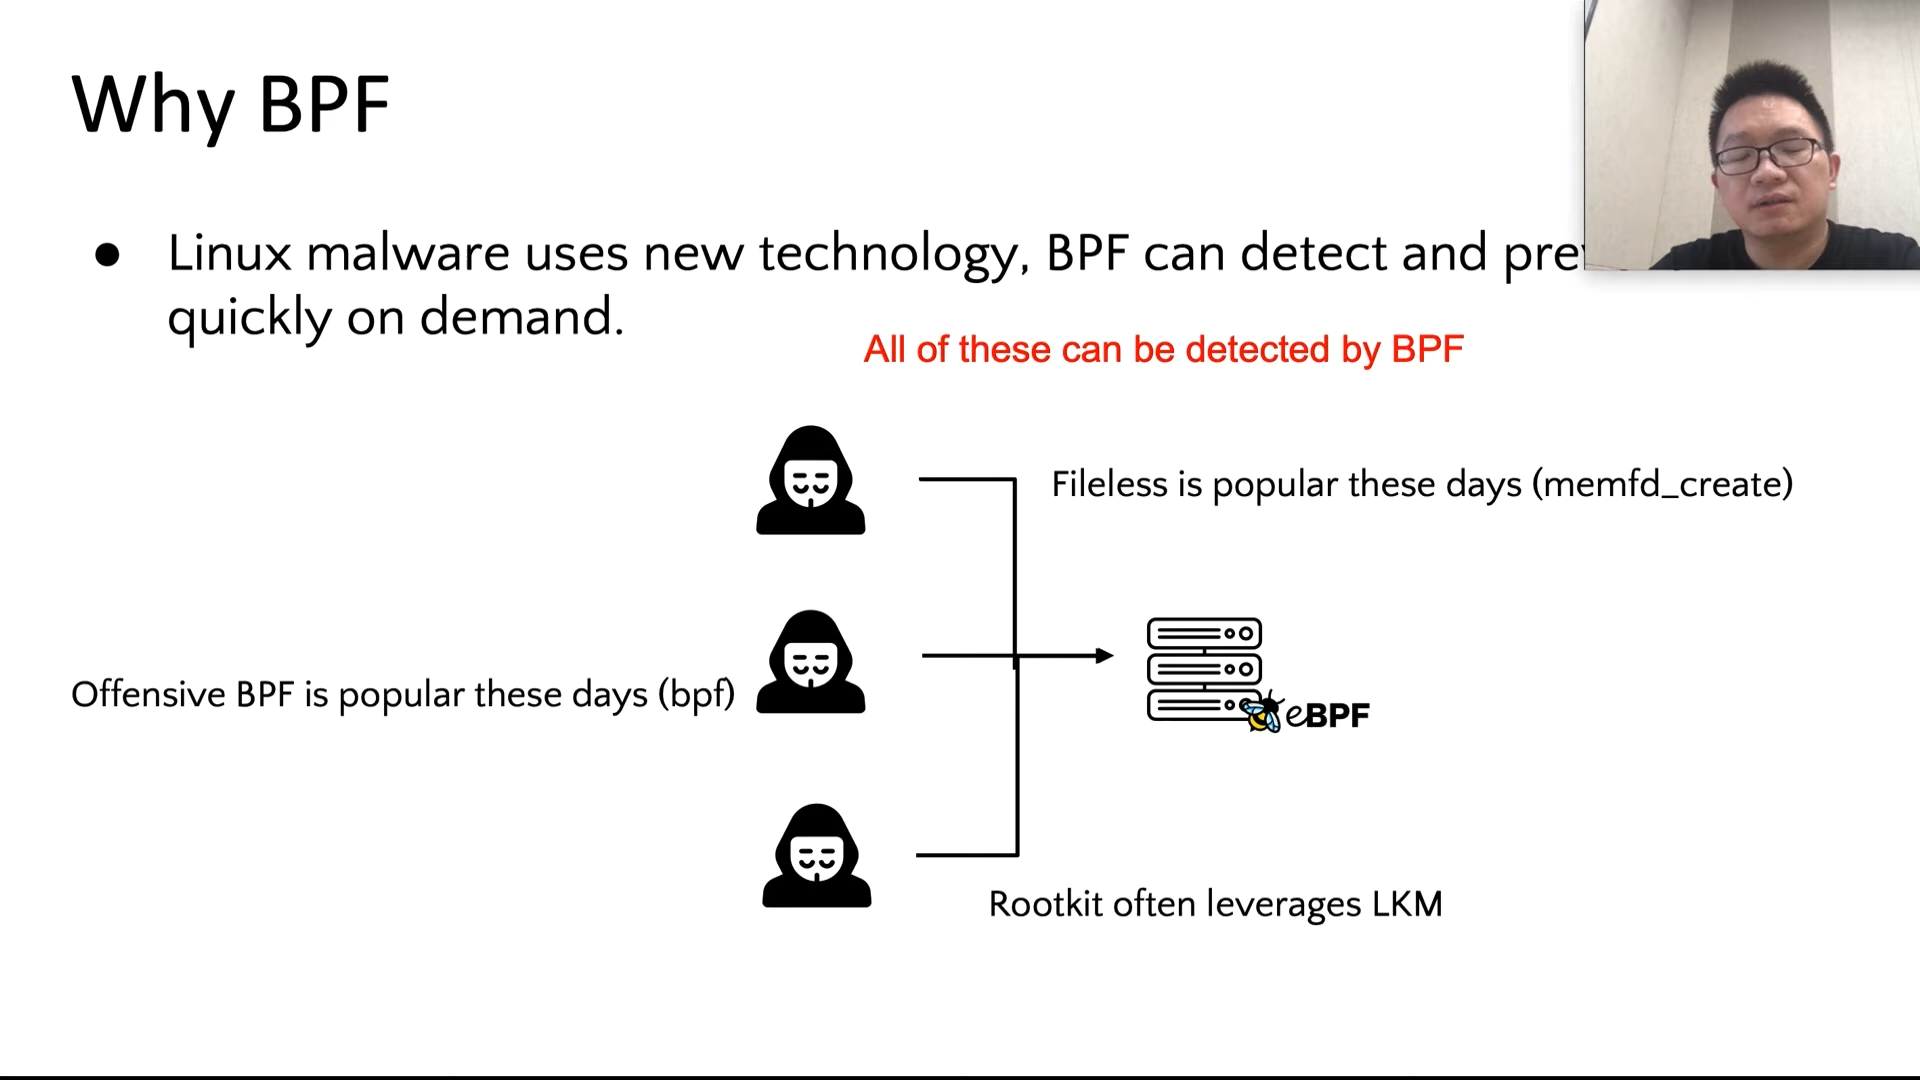 Why BPF
● Linux malware uses new technology, BPF can detect and
quickly on demand.
All of these can be detected by BPF
Fileless is popular these days (memfd_create)
Offensive BPF is popular these days (bpf)
eBPF
Rootkit often leverages LKM